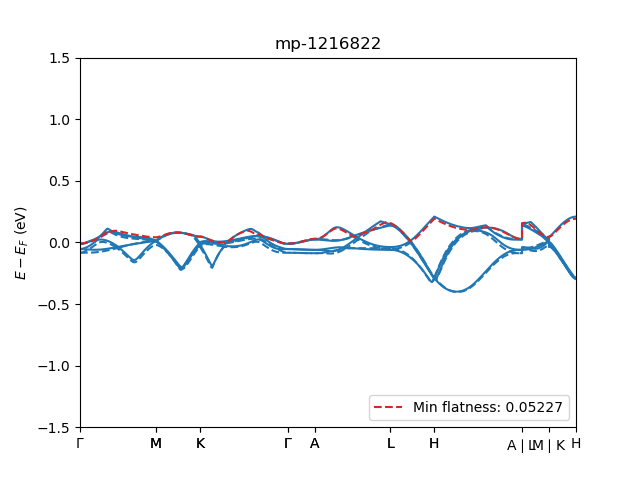 mp-1216822
E − E_F (eV)
1.5
1.0
0.5
0.0
−0.5
−1.0
−1.5
Min flatness: 0.05227
Γ M K Γ A L H A | L M | K H